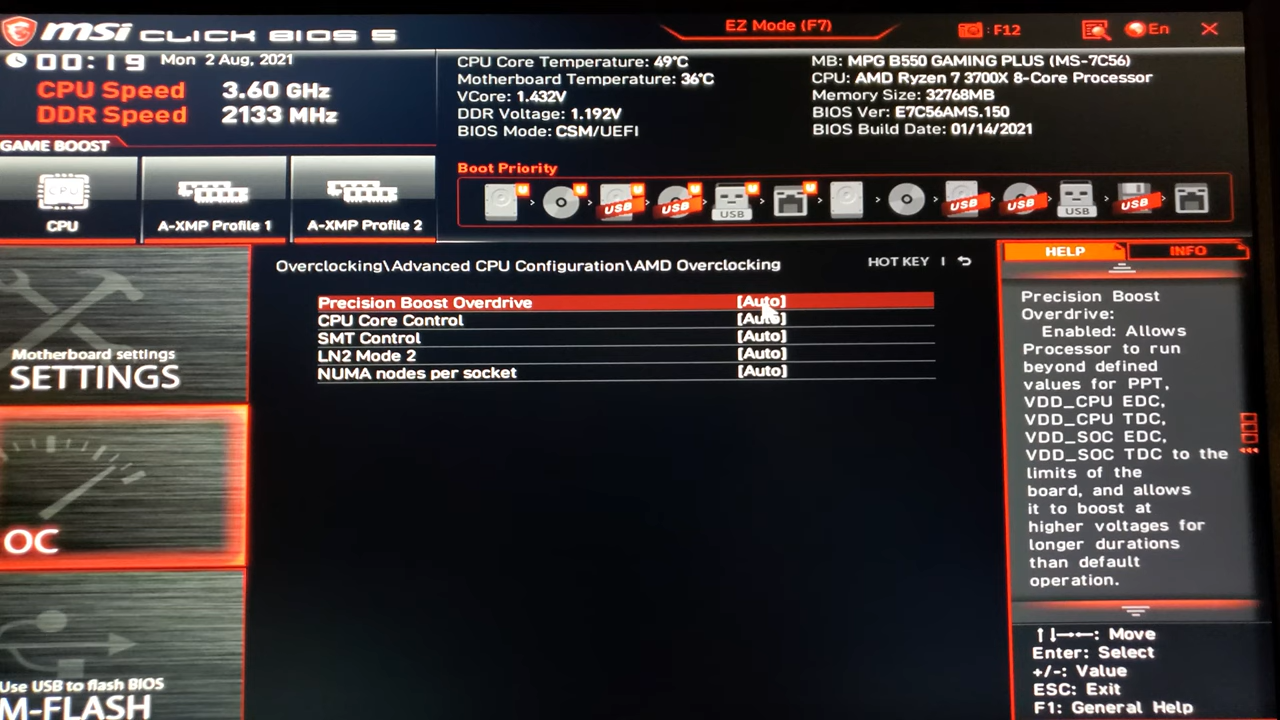 msi CLICK BIOS 5
EZ Mode (F7)
: F12
En
00:19 Mon 2 Aug, 2021
CPU Speed 3.60 GHz
DDR Speed 2133 MHz
CPU Core Temperature: 49°C
Motherboard Temperature: 36°C
VCore: 1.432V
DDR Voltage: 1.192V
BIOS Mode: CSM/UEFI
MB: MPG B550 GAMING PLUS (MS-7C56)
CPU: AMD Ryzen 7 3700X 8-Core Processor
Memory Size: 32768MB
BIOS Ver: E7C56AMS.150
BIOS Build Date: 01/14/2021
GAME BOOST
CPU
CPU
A-XMP Profile 1
A-XMP Profile 2
Boot Priority
U U U U U U
USB USB USB USB USB USB USB
Motherboard settings
SETTINGS
OC
Use USB to flash BIOS
M-FLASH
Overclocking\Advanced CPU Configuration\AMD Overclocking
HOT KEY
Precision Boost Overdrive [Auto]
CPU Core Control [Auto]
SMT Control [Auto]
LN2 Mode 2 [Auto]
NUMA nodes per socket [Auto]
HELP
INFO
Precision Boost
Overdrive:
Enabled: Allows
Processor to run
beyond defined
values for PPT,
VDD_CPU EDC,
VDD_CPU TDC,
VDD_SOC EDC,
VDD_SOC TDC to the
limits of the
board, and allows
it to boost at
higher voltages for
longer durations
than default
operation.
↑↓→←: Move
Enter: Select
+/-: Value
ESC: Exit
F1: General Help